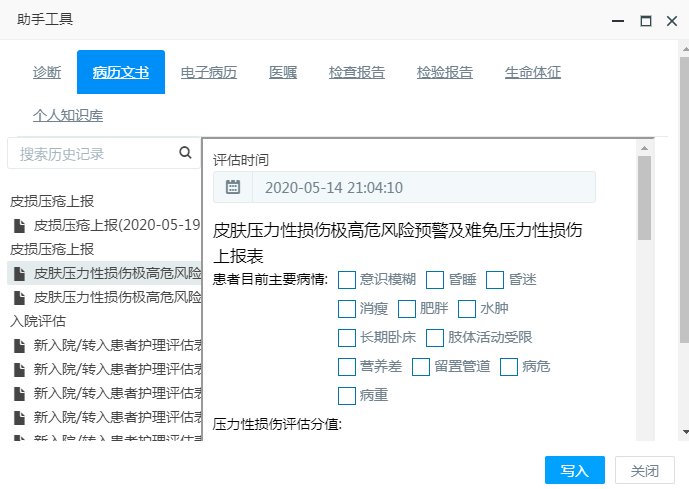 助手工具
诊断 病历文书 电子病历 医嘱 检查报告 检验报告 生命体征
个人知识库
搜索历史记录
皮损压疮上报
皮损压疮上报(2020-05-19
皮损压疮上报
皮肤压力性损伤极高危风险
皮肤压力性损伤极高危风险
入院评估
新入院/转入患者护理评估表
新入院/转入患者护理评估表
新入院/转入患者护理评估表
新入院/转入患者护理评估表
新入院/转入患者护理评估表
评估时间
2020-05-14 21:04:10
皮肤压力性损伤极高危风险预警及难免压力性损伤
上报表
患者目前主要病情: 意识模糊 昏睡 昏迷
消瘦 肥胖 水肿
长期卧床 肢体活动受限
营养差 留置管道 病危
病重
压力性损伤评估分值:
写入 关闭